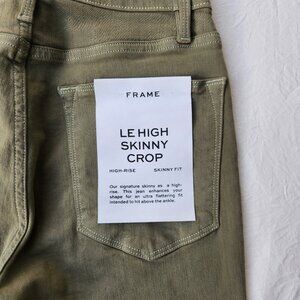 FRAME
LE HIGH
SKINNY
CROP
HIGH-RISE SKINNY FIT
Our signature skinny as a high-
rise. This jean enhances your
shape for an ultra flattering fit
intended to hit above the ankle.